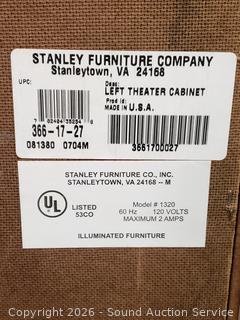 STANLEY FURNITURE COMPANY
Stanleytown, VA 24168
UPC:
Desc:
LEFT THEATER CABINET
Prod Id:
MADE IN U.S.A.
366-17-27
3661700027
081380 0704M
STANLEY FURNITURE CO., INC.
STANLEYTOWN, VA 24168 -- M
UL
LISTED
53CO
Model # 1320
60 Hz 120 VOLTS
MAXIMUM 2 AMPS
ILLUMINATED FURNITURE
Copyright 2026 - Sound Auction Service